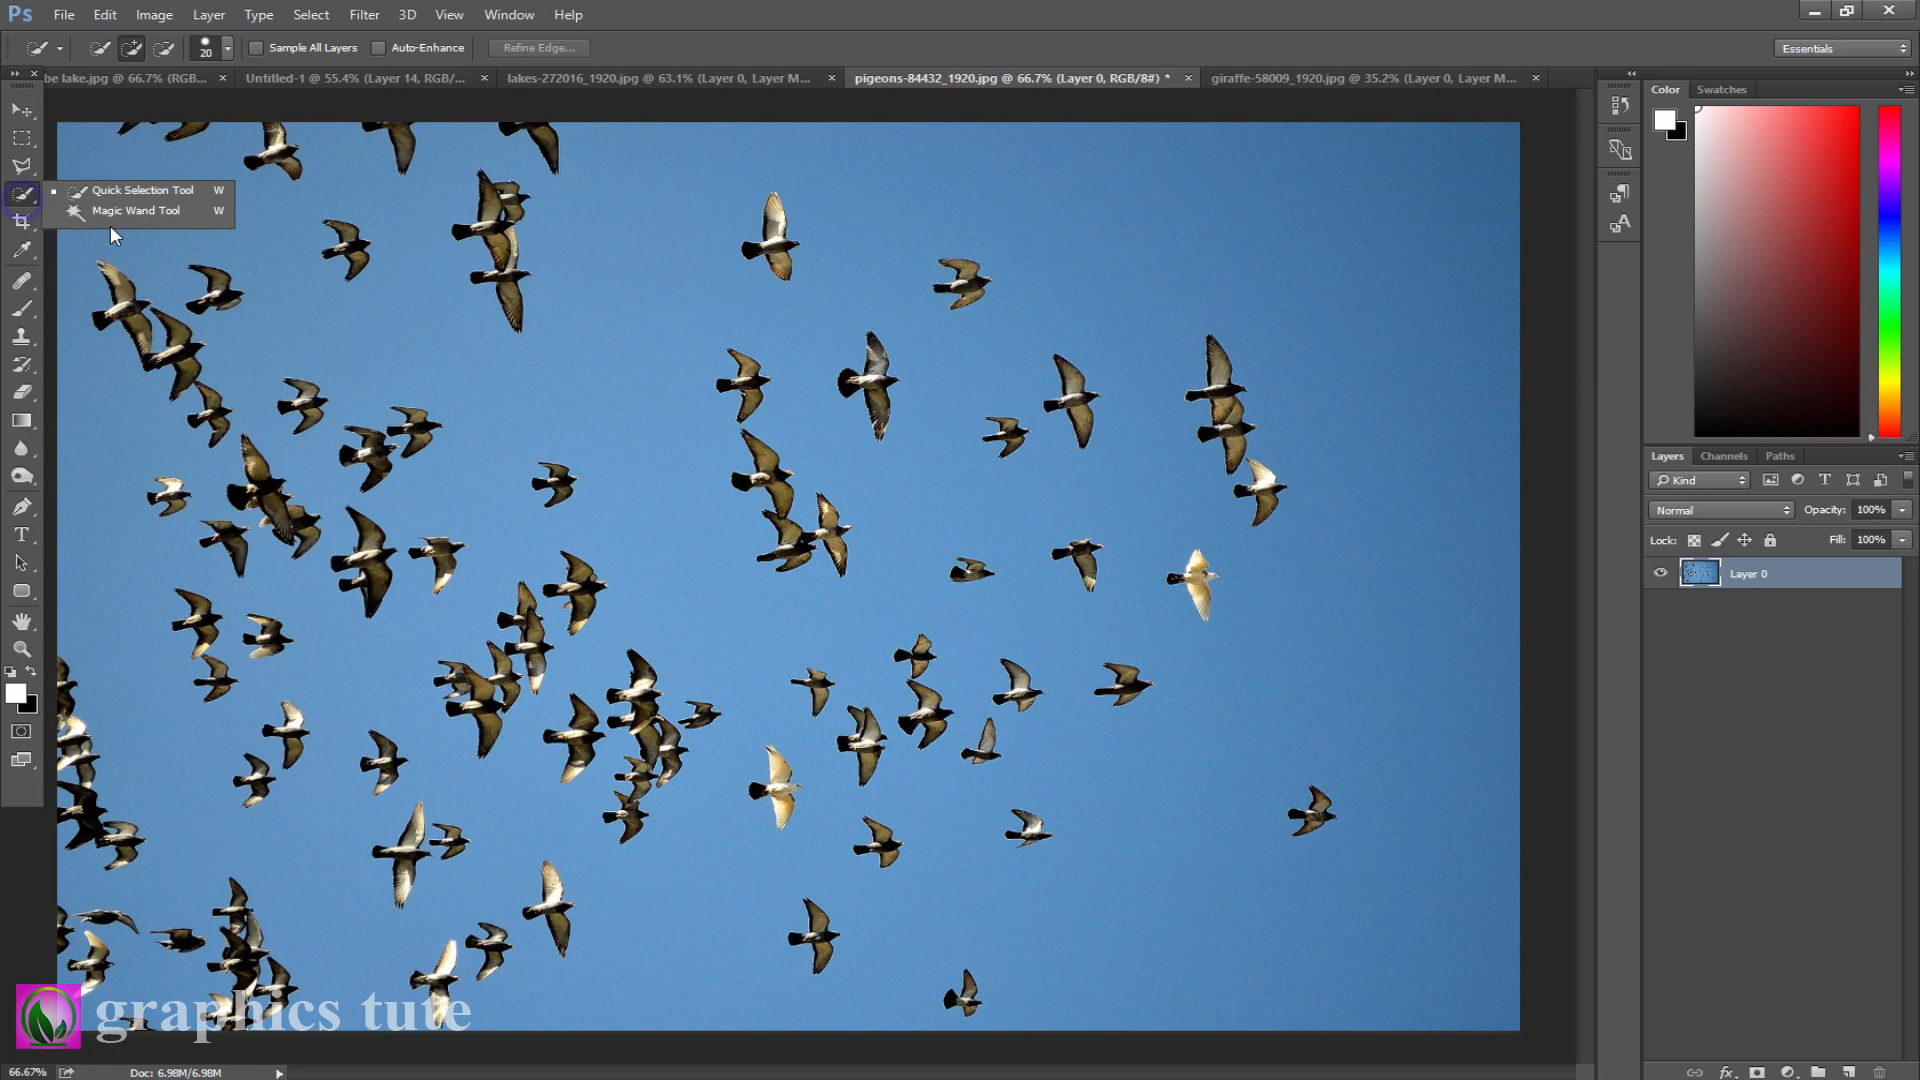 Ps File Edit Image Layer Type Select Filter 3D View Window Help
20 Sample All Layers Auto-Enhance Refine Edge... Essentials
be lake.jpg @ 66.7% (RGB... Untitled-1 @ 55.4% (Layer 14, RGB/... lakes-272016_1920.jpg @ 63.1% (Layer 0, Layer M... pigeons-84432_1920.jpg @ 66.7% (Layer 0, RGB/8#) * giraffe-58009_1920.jpg @ 35.2% (Layer 0, Layer M...
Color Swatches
Quick Selection Tool W
Magic Wand Tool W
Layers Channels Paths
Kind
Normal Opacity: 100%
Lock: Fill: 100%
Layer 0
graphics tute
66.67% Doc: 6.98M/6.98M